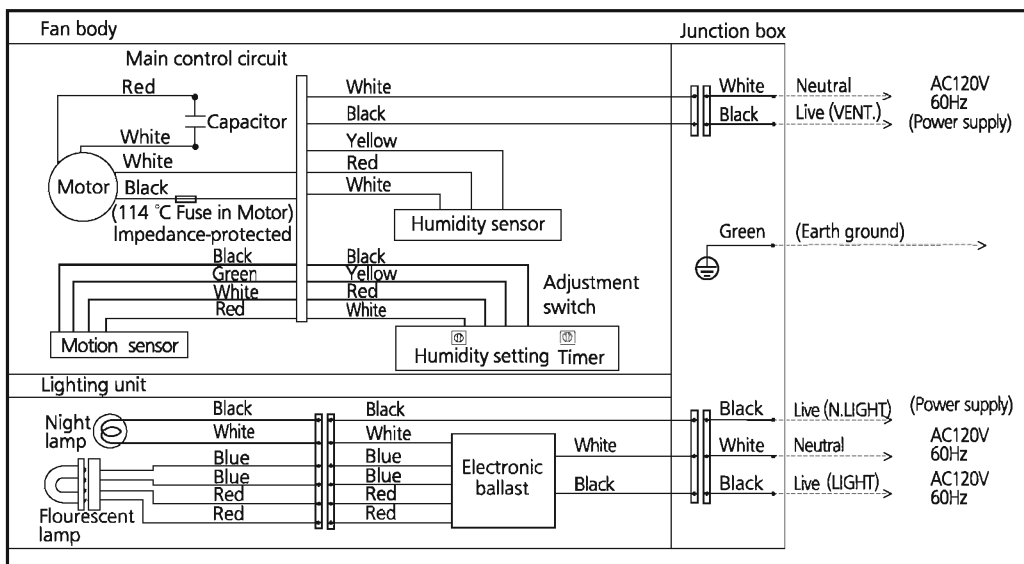 Fan body
Junction box
Main control circuit
Red
White
White
Neutral
AC120V
60Hz
(Power supply)
Capacitor
Black
Black
Live (VENT.)
White
Yellow
White
Red
Motor
Black
White
(114 °C Fuse in Motor)
Impedance-protected
Humidity sensor
Green
(Earth ground)
Black
Black
Green
Yellow
White
Red
Red
White
Adjustment
switch
Motion sensor
Humidity setting
Timer
Lighting unit
Night
lamp
Black
Black
Black
Live (N.LIGHT)
(Power supply)
White
White
White
White
Neutral
AC120V
60Hz
Blue
Blue
Blue
Blue
Electronic
ballast
Red
Red
Black
Black
Live (LIGHT)
AC120V
60Hz
Red
Red
Flourescent
lamp